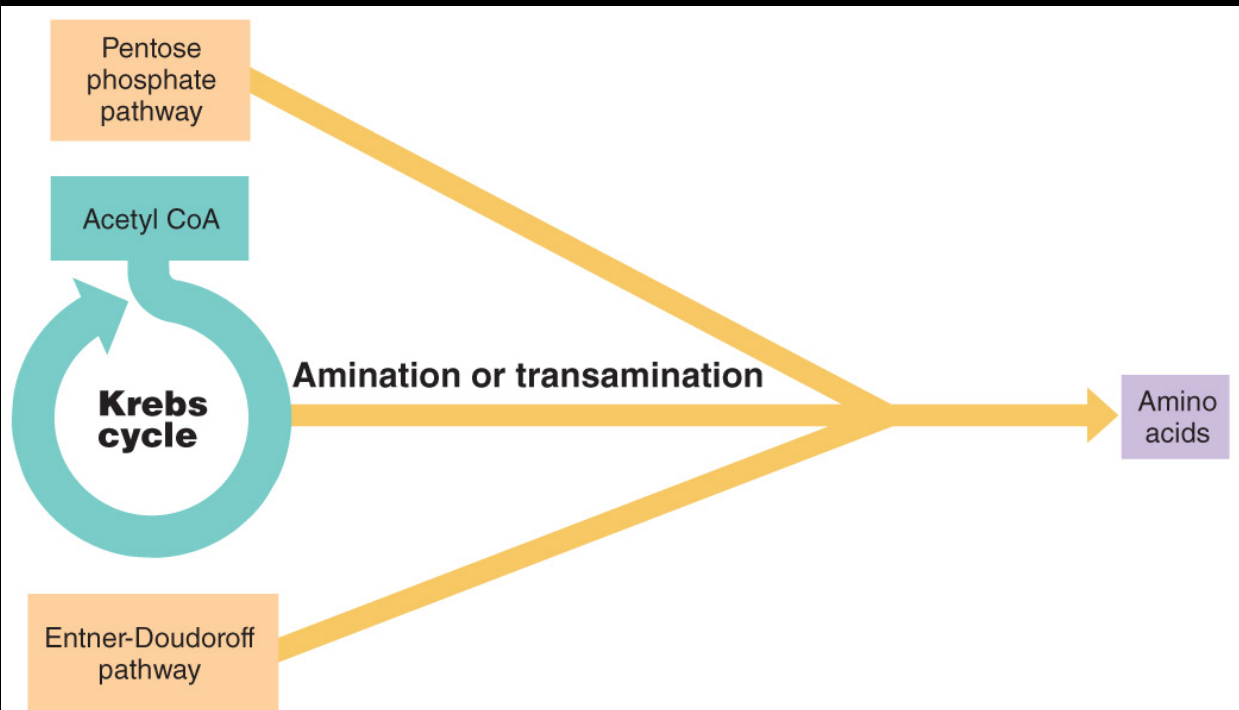 Pentose
phosphate
pathway
Acetyl CoA
Amination or transamination
Krebs
cycle
Amino
acids
Entner-Doudoroff
pathway